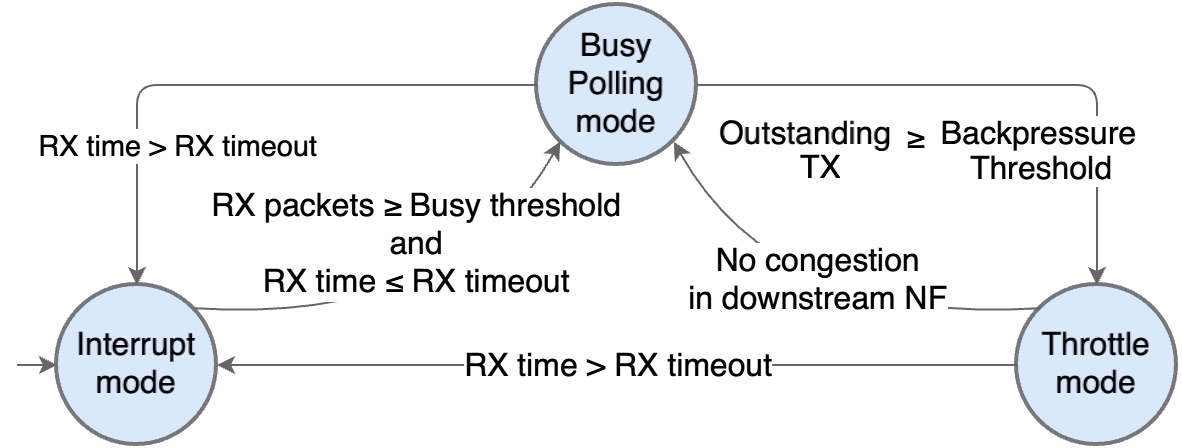 Busy
Polling
mode
RX time > RX timeout
Outstanding ≥ Backpressure
TX Threshold
RX packets ≥ Busy threshold
and
RX time ≤ RX timeout
No congestion
in downstream NF
Interrupt
mode
RX time > RX timeout
Throttle
mode